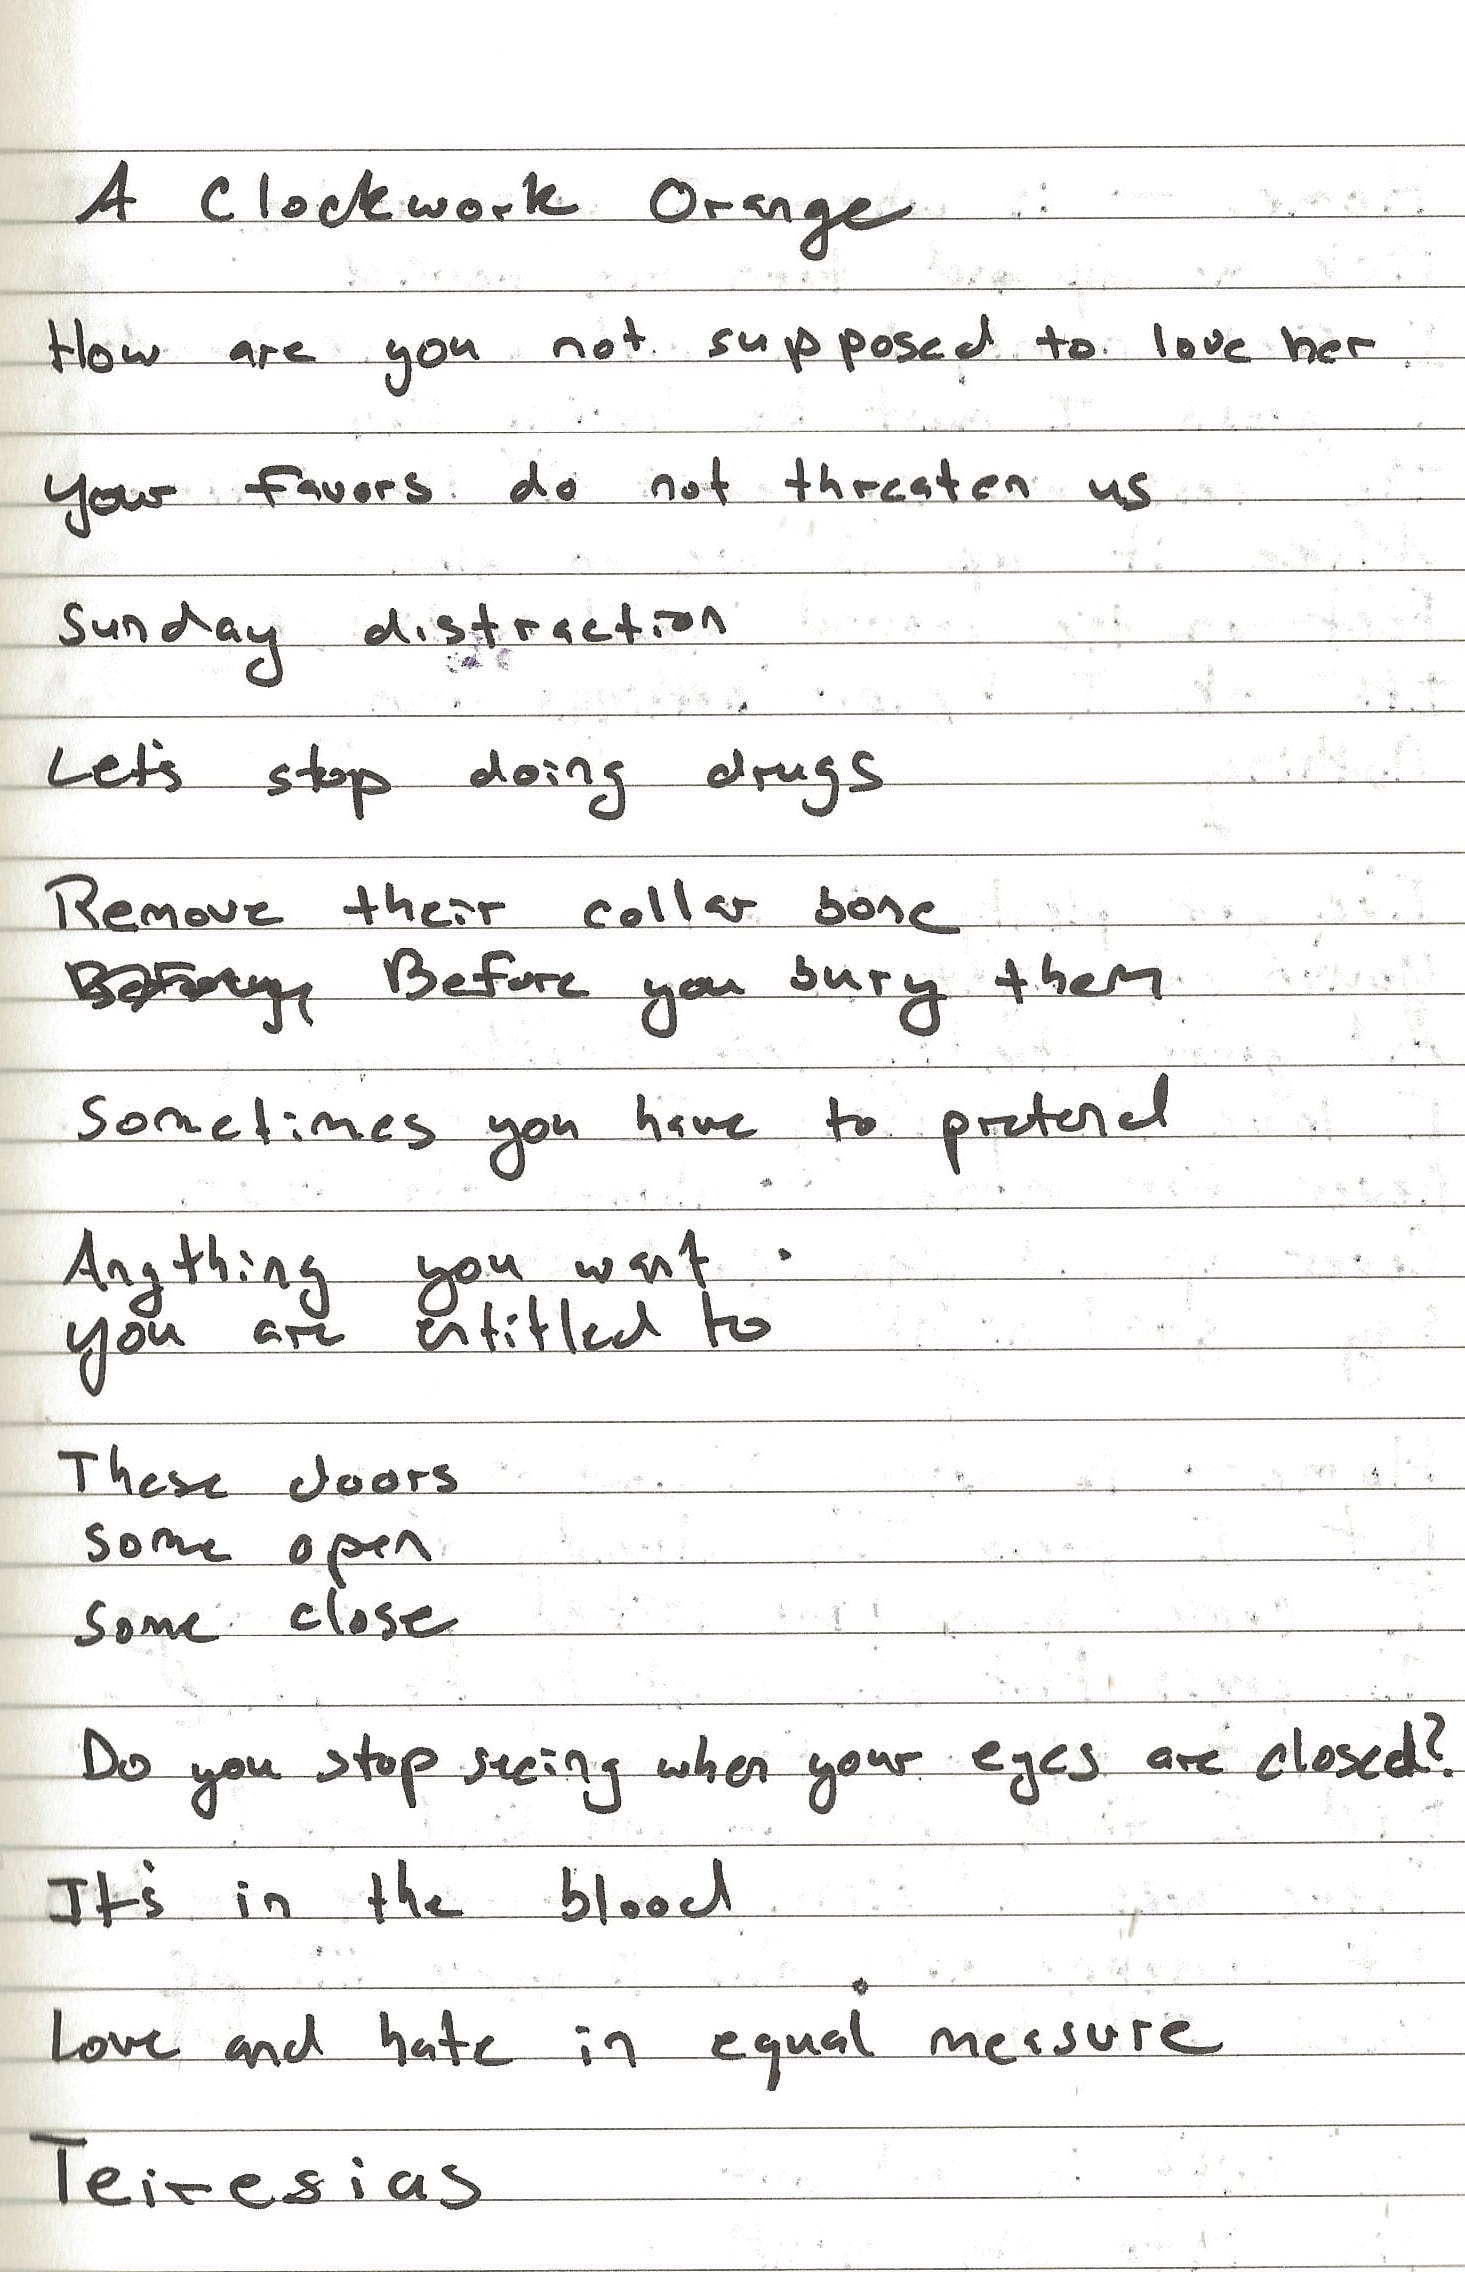 A Clockwork Orange
How are you not supposed to love her
your favors do not threaten us
Sunday distraction
Let's stop doing drugs
Remove their collar bone
Before you bury them
Sometimes you have to pretend
Anything you want
you are entitled to
These doors
some open
some close
Do you stop seeing when your eyes are closed?
It's in the blood
Love and hate in equal measure
Teiresias